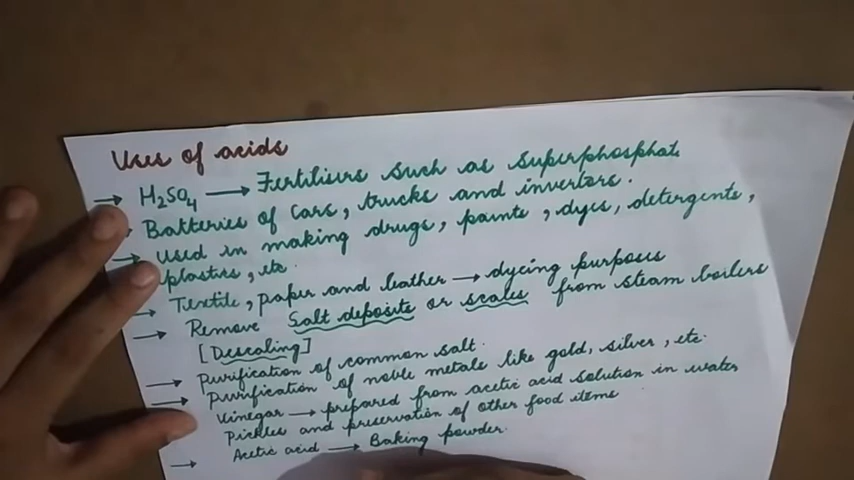 Uses of acids
→ H₂SO₄ → Fertilisers such as superphosphat
Batteries of Cars, trucks and invertors.
→ used in making drugs, paints, dyes, detergents,
plastics, etc.
→ Textile, paper and leather → dyeing purposes
→ Remove Salt deposits or scales from steam boilers
[Descaling]
→ Purification of common salt.
→ Purification of noble metals like gold, silver, etc.
Vinegar → prepared from acetic acid solution in water
Pickles and preservation of other food items
→ Acetic acid → Baking powder.